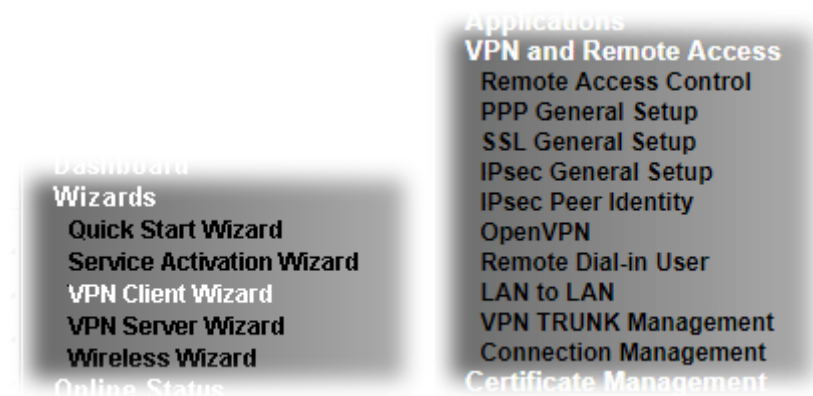 Dashboard
Wizards
Quick Start Wizard
Service Activation Wizard
VPN Client Wizard
VPN Server Wizard
Wireless Wizard
Online Status
Applications
VPN and Remote Access
Remote Access Control
PPP General Setup
SSL General Setup
IPsec General Setup
IPsec Peer Identity
OpenVPN
Remote Dial-in User
LAN to LAN
VPN TRUNK Management
Connection Management
Certificate Management